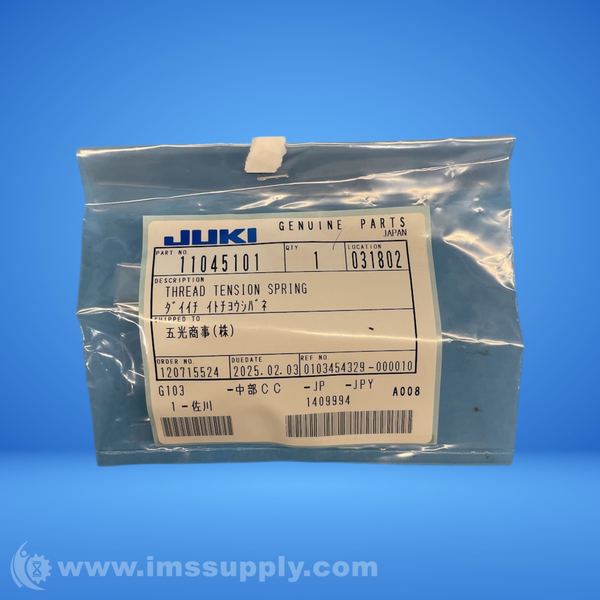 JUKI GENUINE PARTS
JAPAN
PART NO QTY LOCATION
11045101 1 031802
DESCRIPTION
THREAD TENSION SPRING
ダイイチ イトチヨウシバネ
SHIPPED TO
五光商事(株)
ORDER NO. DUEDATE REF NO.
120715524 2025.02.03 0103454329-000010
G103 -中部CC -JP -JPY A008
1-佐川 1409994
www.imssupply.com